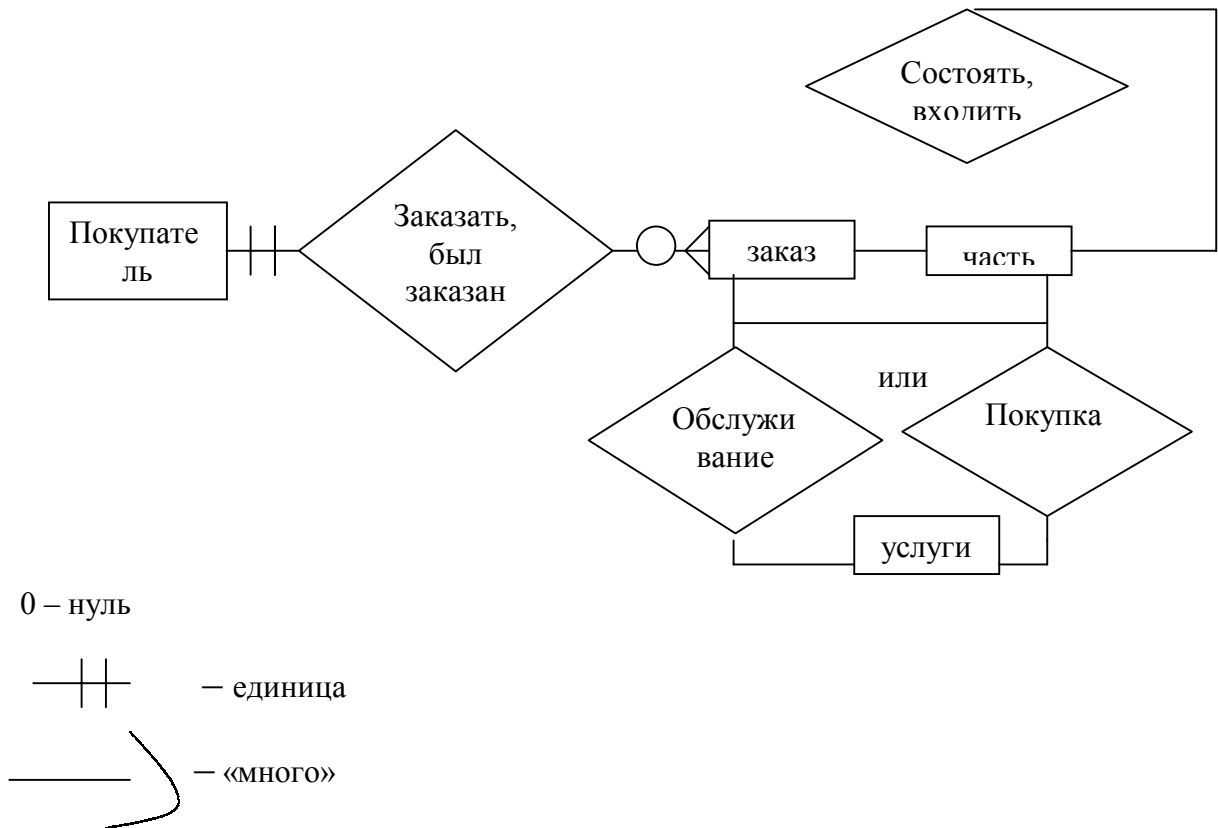 Состоять,
входить
Заказать,
был
заказан
Покупате
ль
заказ
часть
или
Обслужи
вание
Покупка
услуги
0 – нуль
– единица
– «много»